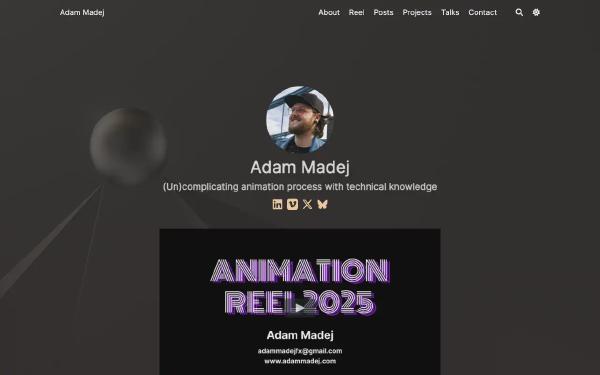 Adam Madej
About Reel Posts Projects Talks Contact
Adam Madej
(Un)complicating animation process with technical knowledge
ANIMATION
REEL 2025
Adam Madej
adammadejfx@gmail.com
www.adammadej.com